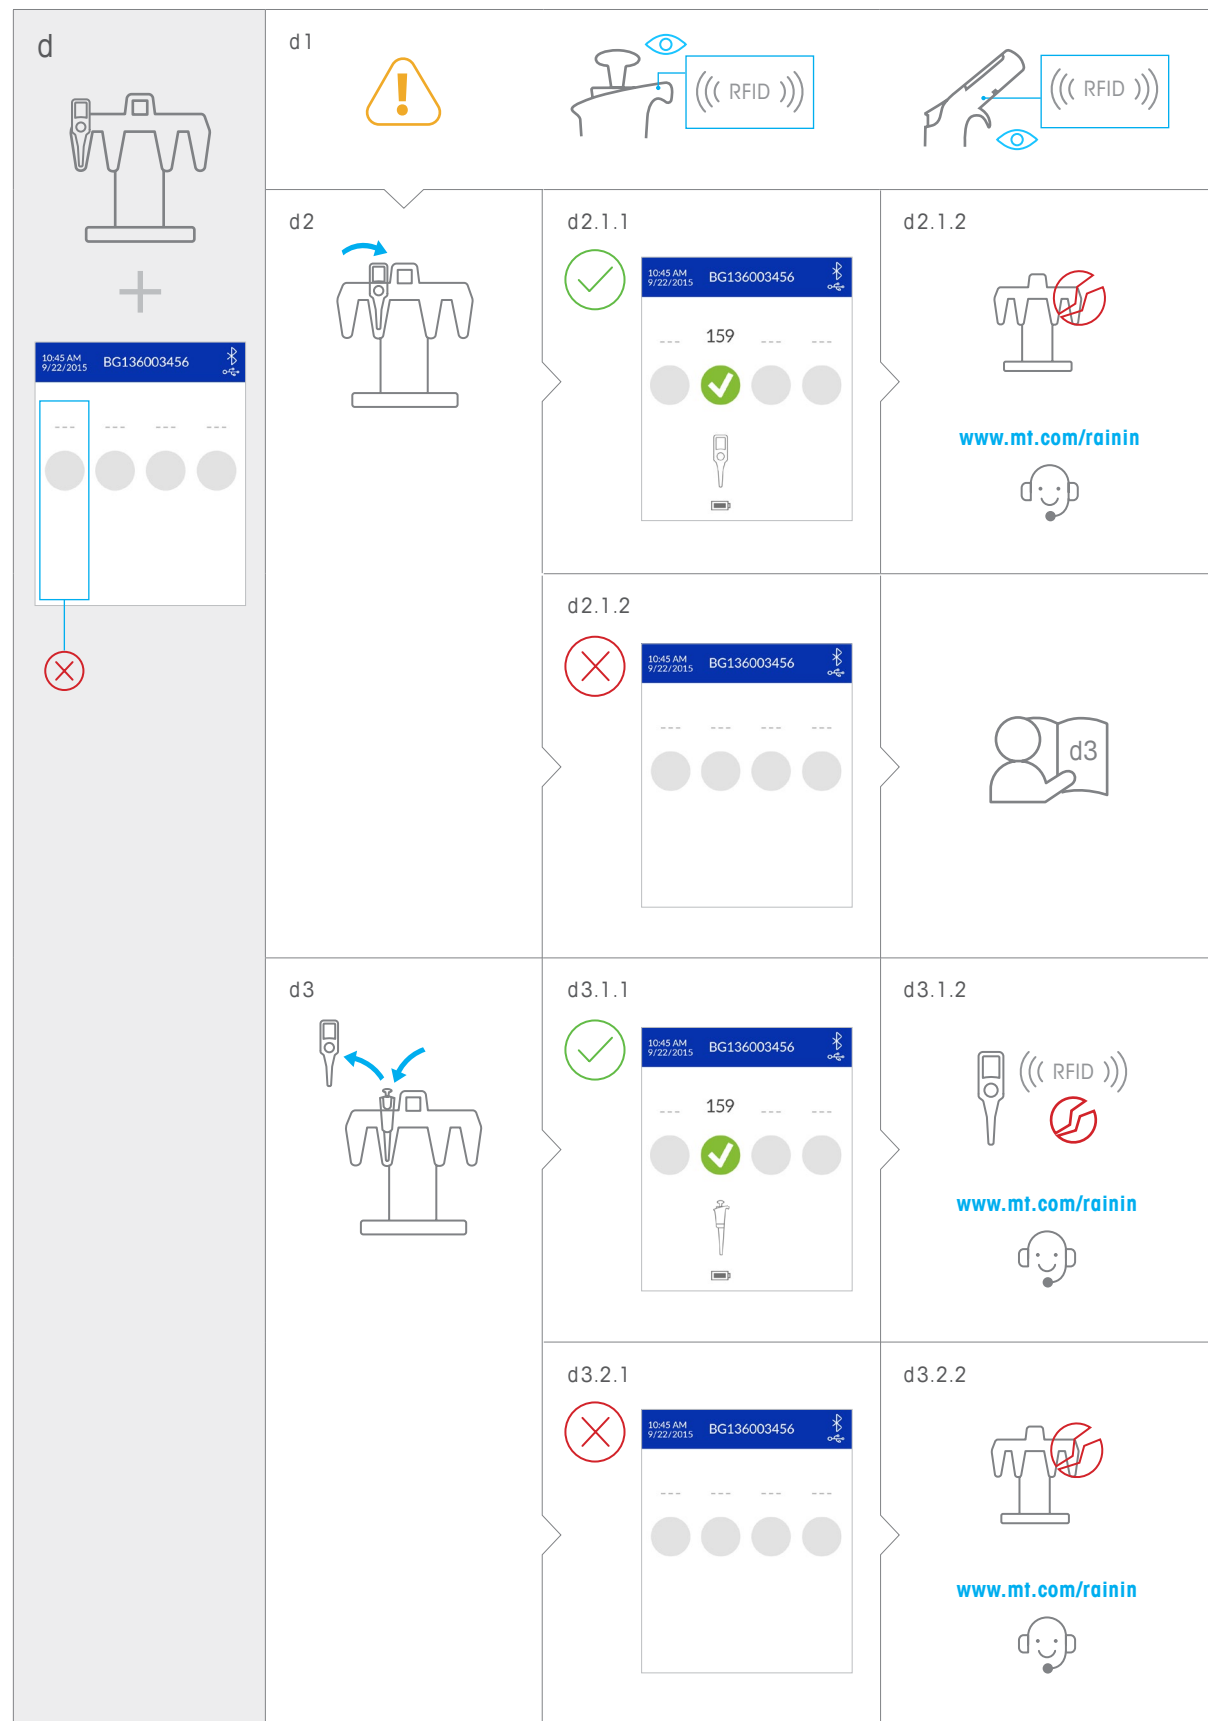 d
10:45 AM
9/22/2015
BG136003456
--- --- --- ---
d1
RFID
RFID
d2
d2.1.1
10:45 AM
9/22/2015
BG136003456
--- 159 --- ---
d2.1.2
www.mt.com/rainin
d2.1.2
10:45 AM
9/22/2015
BG136003456
--- --- --- ---
d3
d3
d3.1.1
10:45 AM
9/22/2015
BG136003456
--- 159 --- ---
d3.1.2
RFID
www.mt.com/rainin
d3.2.1
10:45 AM
9/22/2015
BG136003456
--- --- --- ---
d3.2.2
www.mt.com/rainin